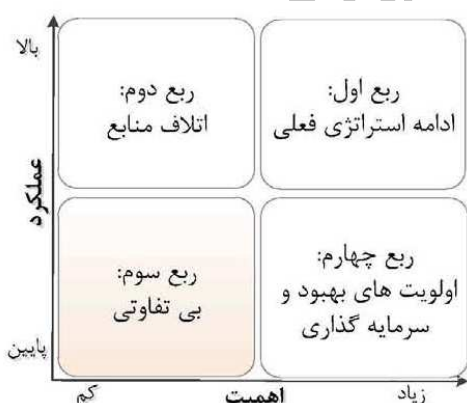 بالا
ربع دوم:
اتلاف منابع
ربع اول:
ادامه استراتژی فعلی
عملکرد
ربع سوم:
بی تفاوتی
ربع چهارم:
اولویت های بهبود و
سرمایه گذاری
پایین
کم
اهمیت
زیاد